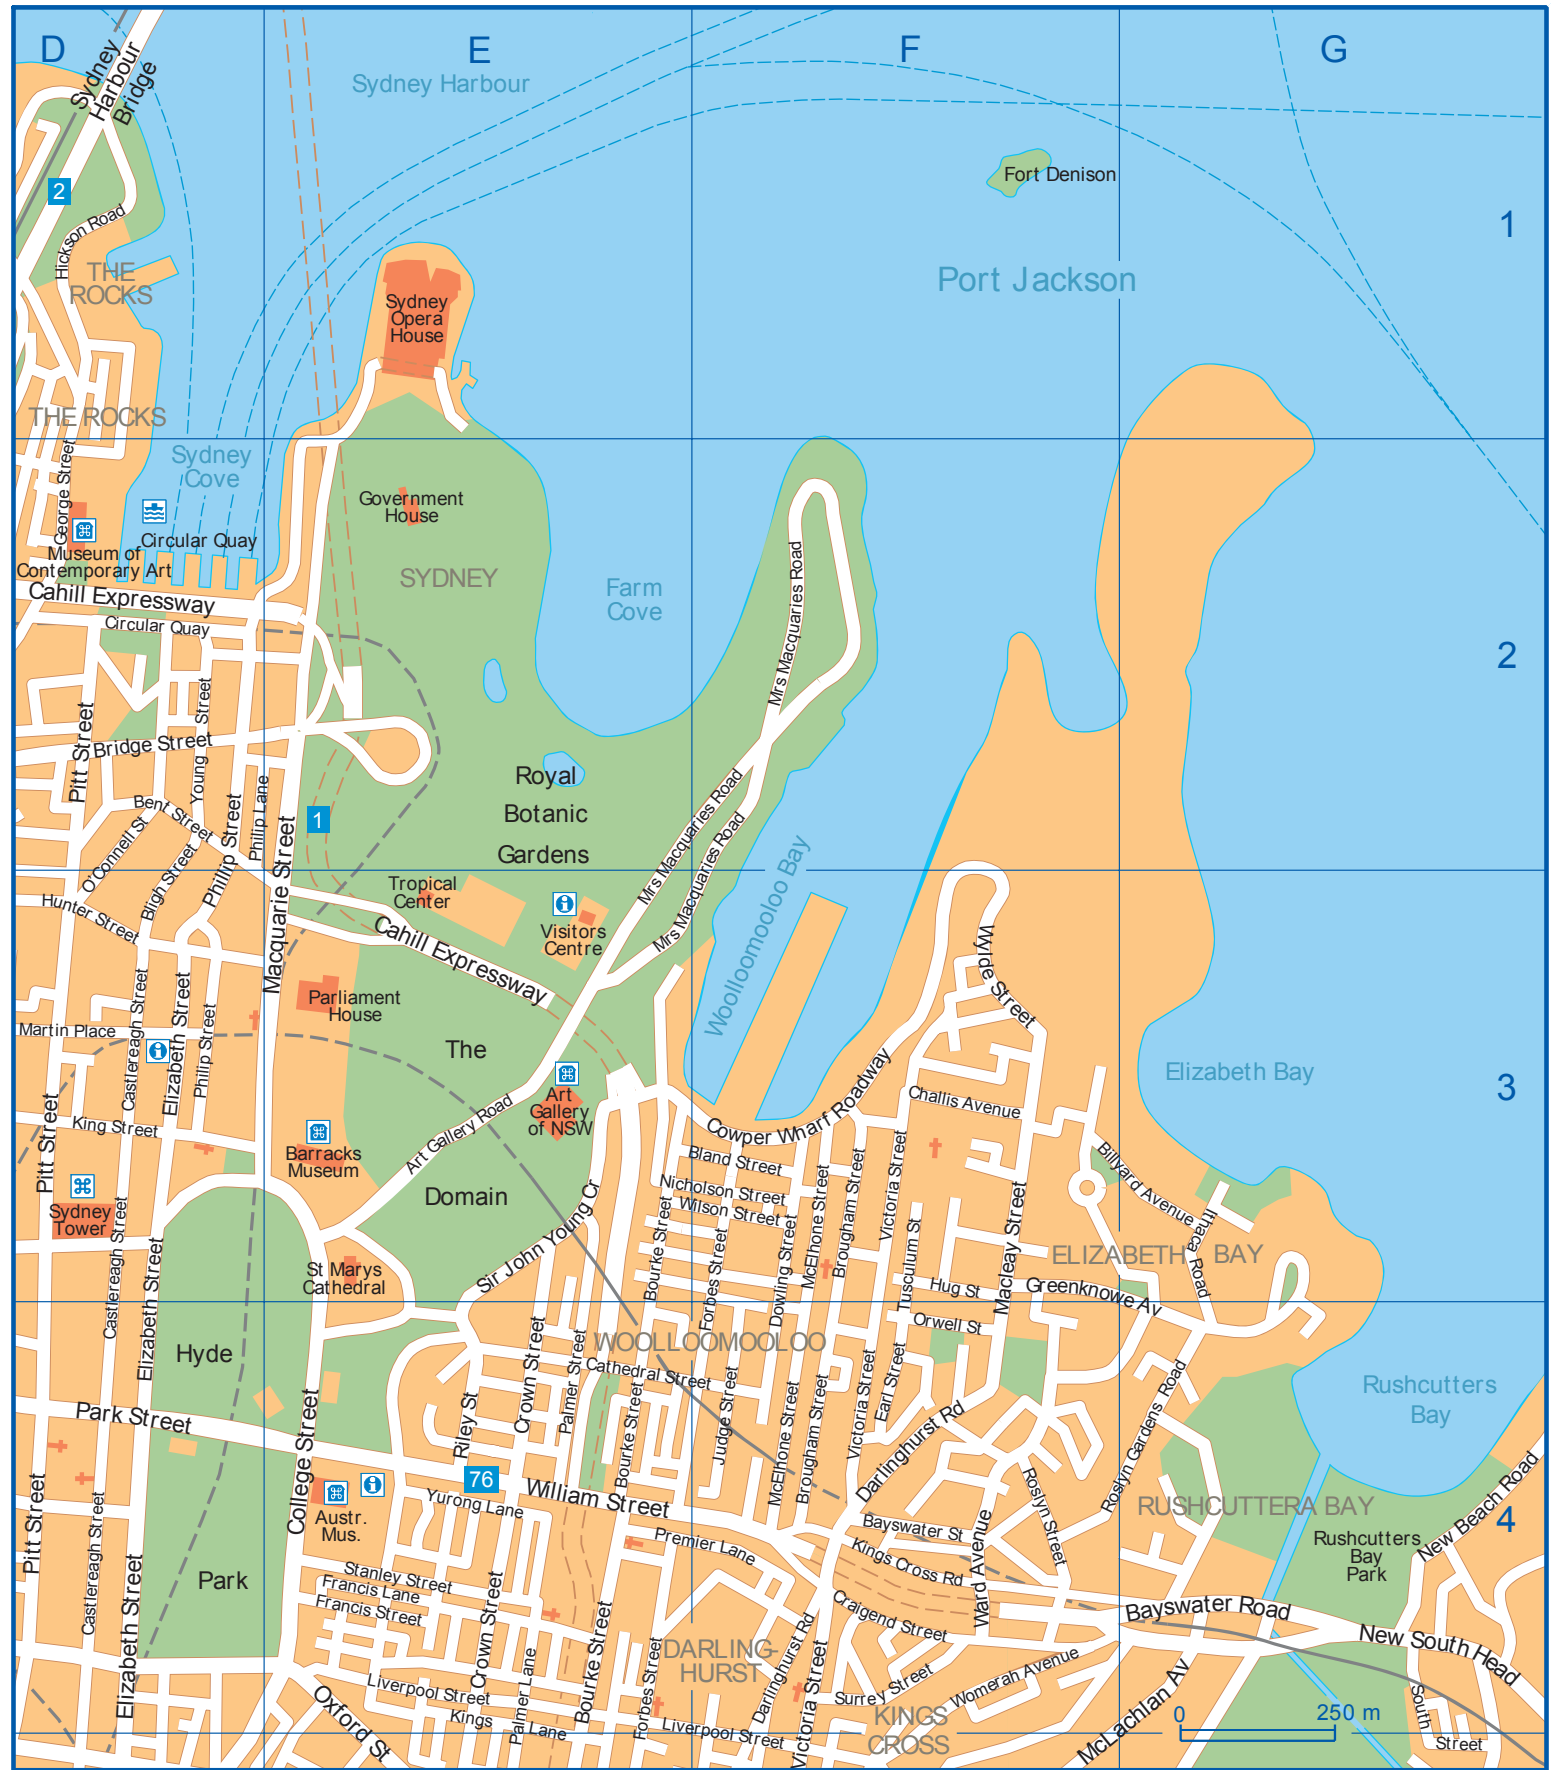 D
E
F
G
1
2
3
4
Sydney
Harbour
Bridge
Sydney Harbour
Fort Denison
Port Jackson
2
Hickson Road
THE
ROCKS
Sydney
Opera
House
THE ROCKS
Sydney
Cove
George Street
Museum of
Contemporary Art
Circular Quay
Government
House
SYDNEY
Farm
Cove
Cahill Expressway
Circular Quay
Mrs Macquaries Road
Pitt Street
Bridge Street
Young Street
Phillip Street
Philip Lane
Bent Street
O'Connell St
Bligh Street
Macquarie Street
1
Royal
Botanic
Gardens
Mrs Macquaries Road
Mrs Macquaries Road
Woolloomooloo Bay
Tropical
Center
Visitors
Centre
Hunter Street
Cahill Expressway
Wylde Street
Parliament
House
Martin Place
Castlereagh Street
Elizabeth Street
Philip Street
The
Art
Gallery
of NSW
Elizabeth Bay
Pitt Street
King Street
Barracks
Museum
Art Gallery Road
Cowper Wharf Roadway
Challis Avenue
Bland Street
Nicholson Street
Wilson Street
Billyard Avenue
Ithaca Road
Sydney
Tower
Domain
Sir John Young Cr
Castlereagh Street
Elizabeth Street
St Marys
Cathedral
Bourke Street
Forbes Street
Dowling Street
McElhone Street
Brougham Street
Victoria Street
Tusculum St
Macleay Street
ELIZABETH BAY
Hug St
Greenknowe Av
Orwell St
Hyde
WOOLLOOMOOLOO
Cathedral Street
Crown Street
Palmer Street
Riley St
Bourke Street
Judge Street
McElhone Street
Brougham Street
Victoria Street
Earl Street
Darlinghurst Rd
Roslyn Gardens Road
Rushcutters
Bay
Park Street
College Street
76
William Street
Yurong Lane
Austr.
Mus.
Premier Lane
Bayswater St
Kings Cross Rd
Ward Avenue
Roslyn Street
RUSHCUTTERA BAY
Rushcutters
Bay
Park
New Beach Road
Pitt Street
Castlereagh Street
Elizabeth Street
Park
Stanley Street
Francis Lane
Francis Street
Crown Street
Palmer Lane
Bourke Street
Forbes Street
DARLING-
HURST
Darlinghurst Rd
Victoria Street
Craigend Street
Surrey Street
Womerah Avenue
Bayswater Road
New South Head
McLachlan Av
South
Street
Liverpool Street
Kings Lane
Liverpool Street
Oxford St
KINGS
CROSS
0 250 m